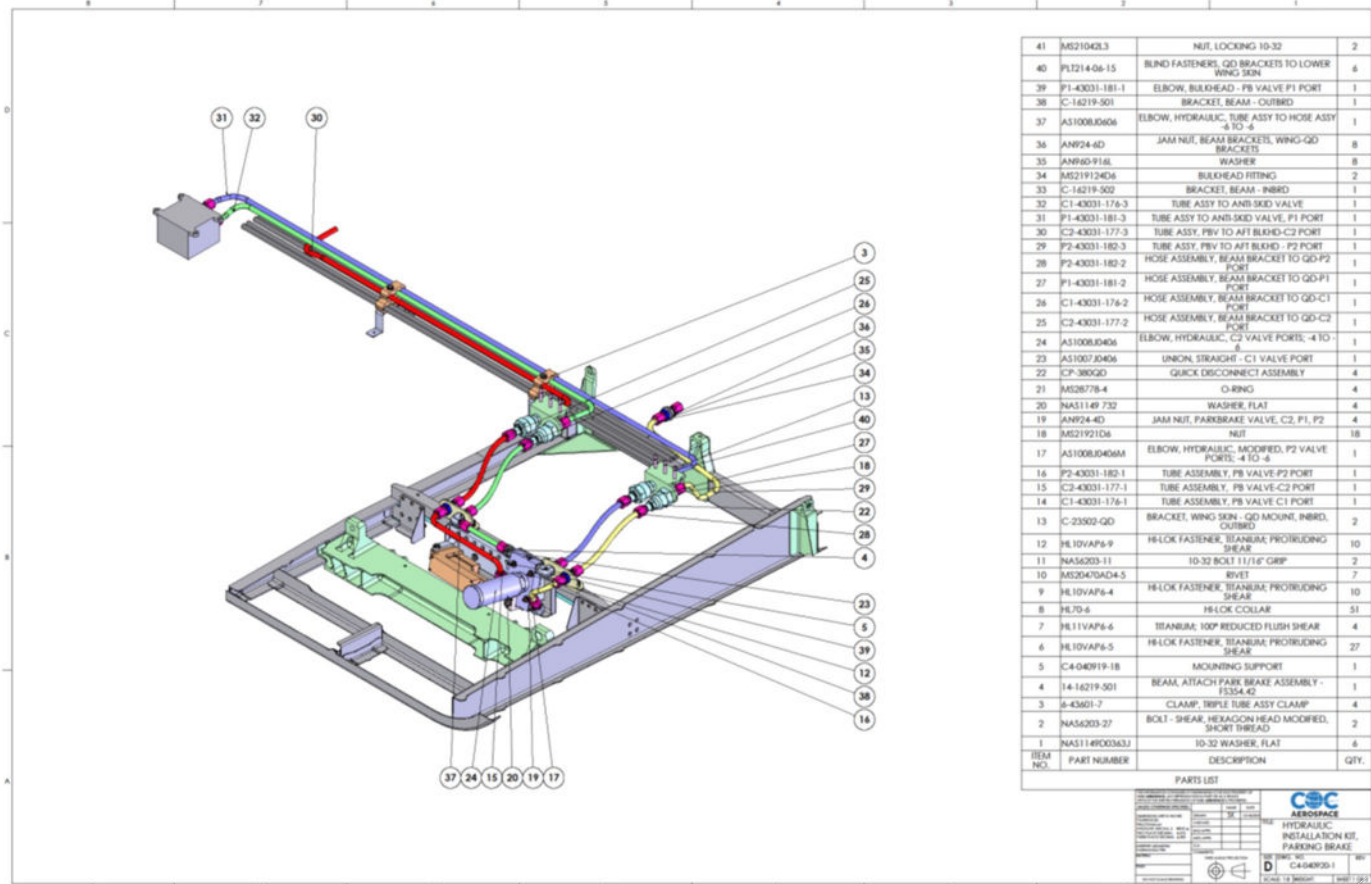 8 7 6 5 4 3 2 1
D
C
B
A
31 32 30
3
25
26
36
35
34
13
40
27
18
29
22
28
4
23
5
39
12
38
16
37 24 15 20 19 17
41 MS21042L3 NUT, LOCKING 10-32 2
40 PLT214-06-15 BLIND FASTENERS, QD BRACKETS TO LOWER
WING SKIN 6
39 P1-43031-181-1 ELBOW, BULKHEAD - PB VALVE P1 PORT 1
38 C-16219-501 BRACKET, BEAM - OUTBRD 1
37 AS1008J0606 ELBOW, HYDRAULIC, TUBE ASSY TO HOSE ASSY
-6 TO -6 1
36 AN924-6D JAM NUT, BEAM BRACKETS, WING-QD
BRACKETS 8
35 AN960-916L WASHER 8
34 MS219124D6 BULKHEAD FITTING 2
33 C-16219-502 BRACKET, BEAM - INBRD 1
32 C1-43031-176-3 TUBE ASSY TO ANTI-SKID VALVE 1
31 P1-43031-181-3 TUBE ASSY TO ANTI-SKID VALVE, P1 PORT 1
30 C2-43031-177-3 TUBE ASSY, PBV TO AFT BLKHD-C2 PORT 1
29 P2-43031-182-3 TUBE ASSY, PBV TO AFT BLKHD - P2 PORT 1
28 P2-43031-182-2 HOSE ASSEMBLY, BEAM BRACKET TO QD-P2
PORT 1
27 P1-43031-181-2 HOSE ASSEMBLY, BEAM BRACKET TO QD-P1
PORT 1
26 C1-43031-176-2 HOSE ASSEMBLY, BEAM BRACKET TO QD-C1
PORT 1
25 C2-43031-177-2 HOSE ASSEMBLY, BEAM BRACKET TO QD-C2
PORT 1
24 AS1008J0406 ELBOW, HYDRAULIC, C2 VALVE PORTS; -4 TO -
6 1
23 AS1007J0406 UNION, STRAIGHT - C1 VALVE PORT 1
22 CP-380QD QUICK DISCONNECT ASSEMBLY 4
21 MS28778-4 O-RING 4
20 NAS1149 732 WASHER, FLAT 4
19 AN924-4D JAM NUT, PARKBRAKE VALVE, C2, P1, P2 4
18 MS21921D6 NUT 18
17 AS1008J0406M ELBOW, HYDRAULIC, MODIFIED, P2 VALVE
PORTS; -4 TO -6 1
16 P2-43031-182-1 TUBE ASSEMBLY, PB VALVE-P2 PORT 1
15 C2-43031-177-1 TUBE ASSEMBLY, PB VALVE-C2 PORT 1
14 C1-43031-176-1 TUBE ASSEMBLY, PB VALVE C1 PORT 1
13 C-23502-QD BRACKET, WING SKIN - QD MOUNT, INBRD,
OUTBRD 2
12 HL10VAP6-9 HI-LOK FASTENER, TITANIUM; PROTRUDING
SHEAR 10
11 NAS6203-11 10-32 BOLT 11/16" GRIP 2
10 MS20470AD4-5 RIVET 7
9 HL10VAP6-4 HI-LOK FASTENER, TITANIUM; PROTRUDING
SHEAR 10
8 HL70-6 HI-LOK COLLAR 51
7 HL11VAP6-6 TITANIUM; 100° REDUCED FLUSH SHEAR 4
6 HL10VAP6-5 HI-LOK FASTENER, TITANIUM; PROTRUDING
SHEAR 27
5 C4-040919-1B MOUNTING SUPPORT 1
4 14-16219-501 BEAM, ATTACH PARK BRAKE ASSEMBLY -
FS354.42 1
3 6-43601-7 CLAMP, TRIPLE TUBE ASSY CLAMP 4
2 NAS6203-27 BOLT - SHEAR, HEXAGON HEAD MODIFIED,
SHORT THREAD 2
1 NAS1149D0363J 10-32 WASHER, FLAT 6
ITEM
NO. PART NUMBER DESCRIPTION QTY.
PARTS LIST
COC
AEROSPACE
TITLE:
HYDRAULIC
INSTALLATION KIT,
PARKING BRAKE
SIZE DWG. NO. REV
D C4-040920-1